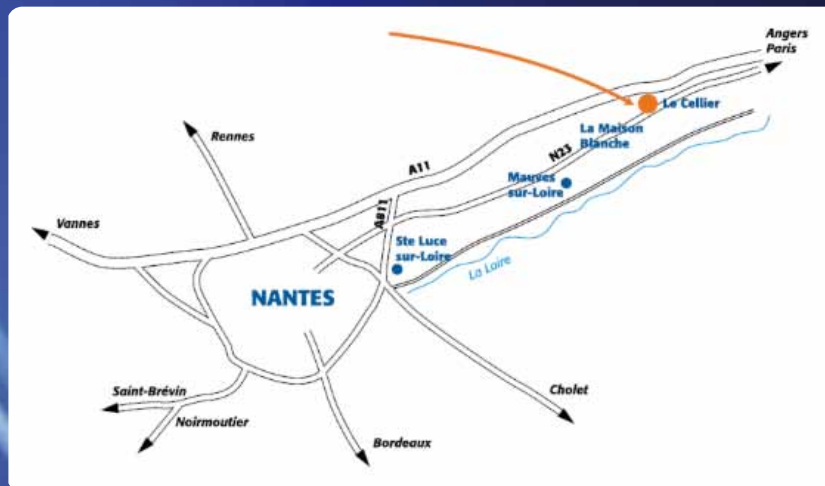 Angers
Paris
Le Cellier
La Maison
Blanche
N23
A11
Mauves
sur-Loire
Rennes
A811
Vannes
Ste Luce
sur-Loire
La Loire
NANTES
Saint-Brévin
Noirmoutier
Cholet
Bordeaux